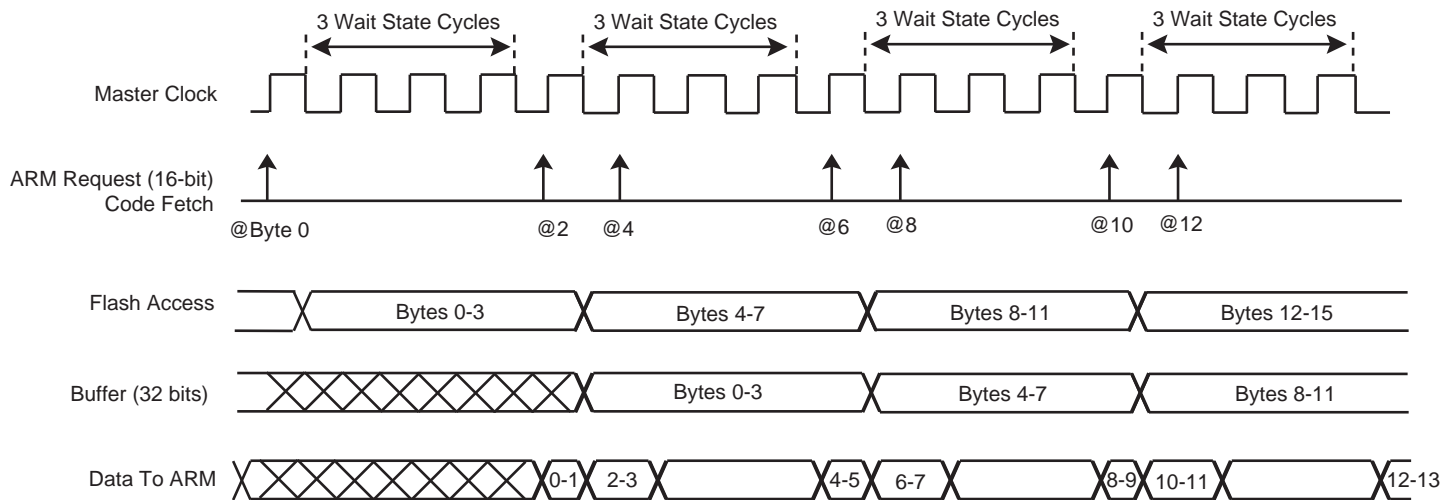 3 Wait State Cycles 3 Wait State Cycles 3 Wait State Cycles 3 Wait State Cycles
Master Clock
ARM Request (16-bit)
Code Fetch
@Byte 0 @2 @4 @6 @8 @10 @12
Flash Access Bytes 0-3 Bytes 4-7 Bytes 8-11 Bytes 12-15
Buffer (32 bits) Bytes 0-3 Bytes 4-7 Bytes 8-11
Data To ARM 0-1 2-3 4-5 6-7 8-9 10-11 12-13